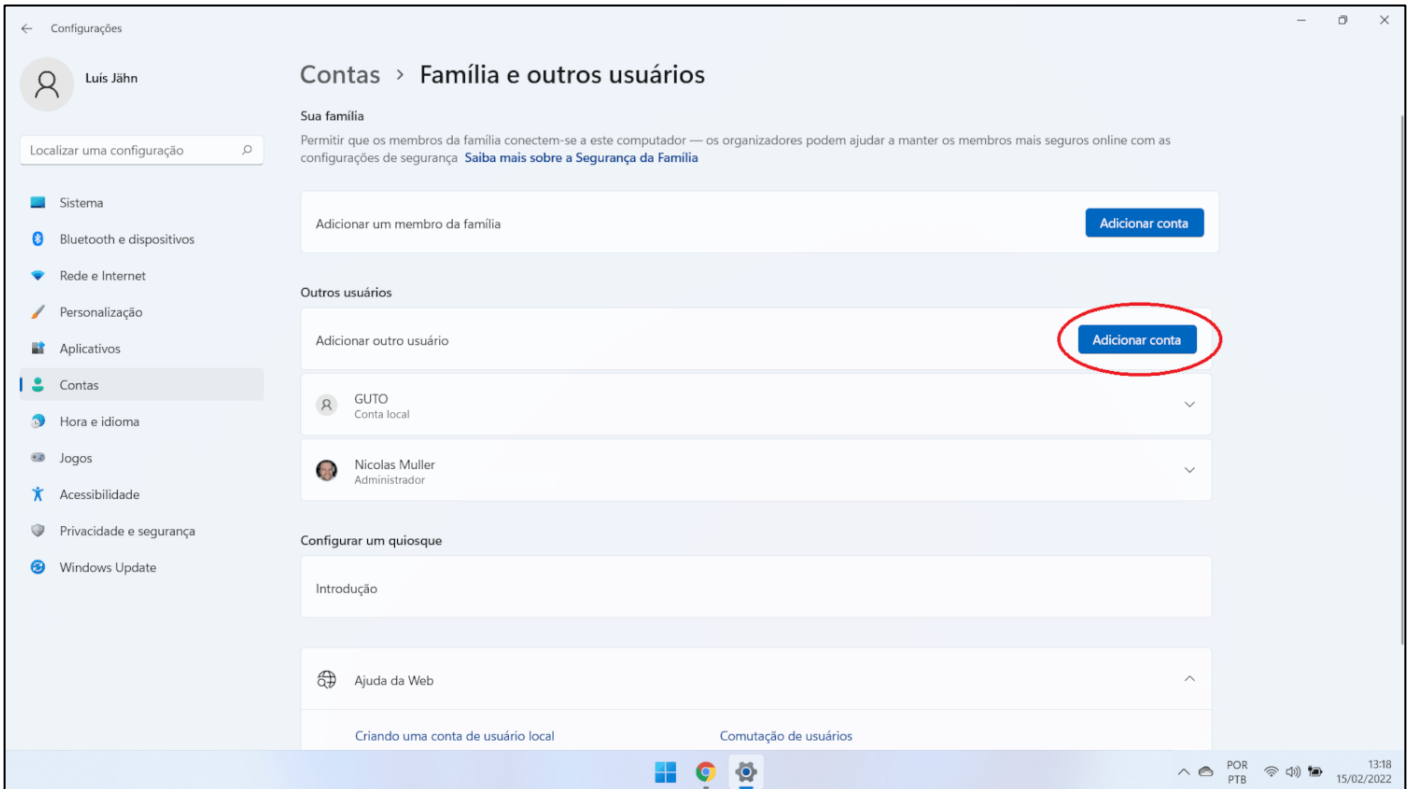 Configurações
Luís Jähn
Localizar uma configuração
Sistema
Bluetooth e dispositivos
Rede e Internet
Personalização
Aplicativos
Contas
Hora e idioma
Jogos
Acessibilidade
Privacidade e segurança
Windows Update
Contas > Família e outros usuários
Sua família
Permitir que os membros da família conectem-se a este computador — os organizadores podem ajudar a manter os membros mais seguros online com as
configurações de segurança Saiba mais sobre a Segurança da Família
Adicionar um membro da família
Adicionar conta
Outros usuários
Adicionar outro usuário
Adicionar conta
GUTO
Conta local
Nicolas Muller
Administrador
Configurar um quiosque
Introdução
Ajuda da Web
Criando uma conta de usuário local
Comutação de usuários
POR
PTB
13:18
15/02/2022